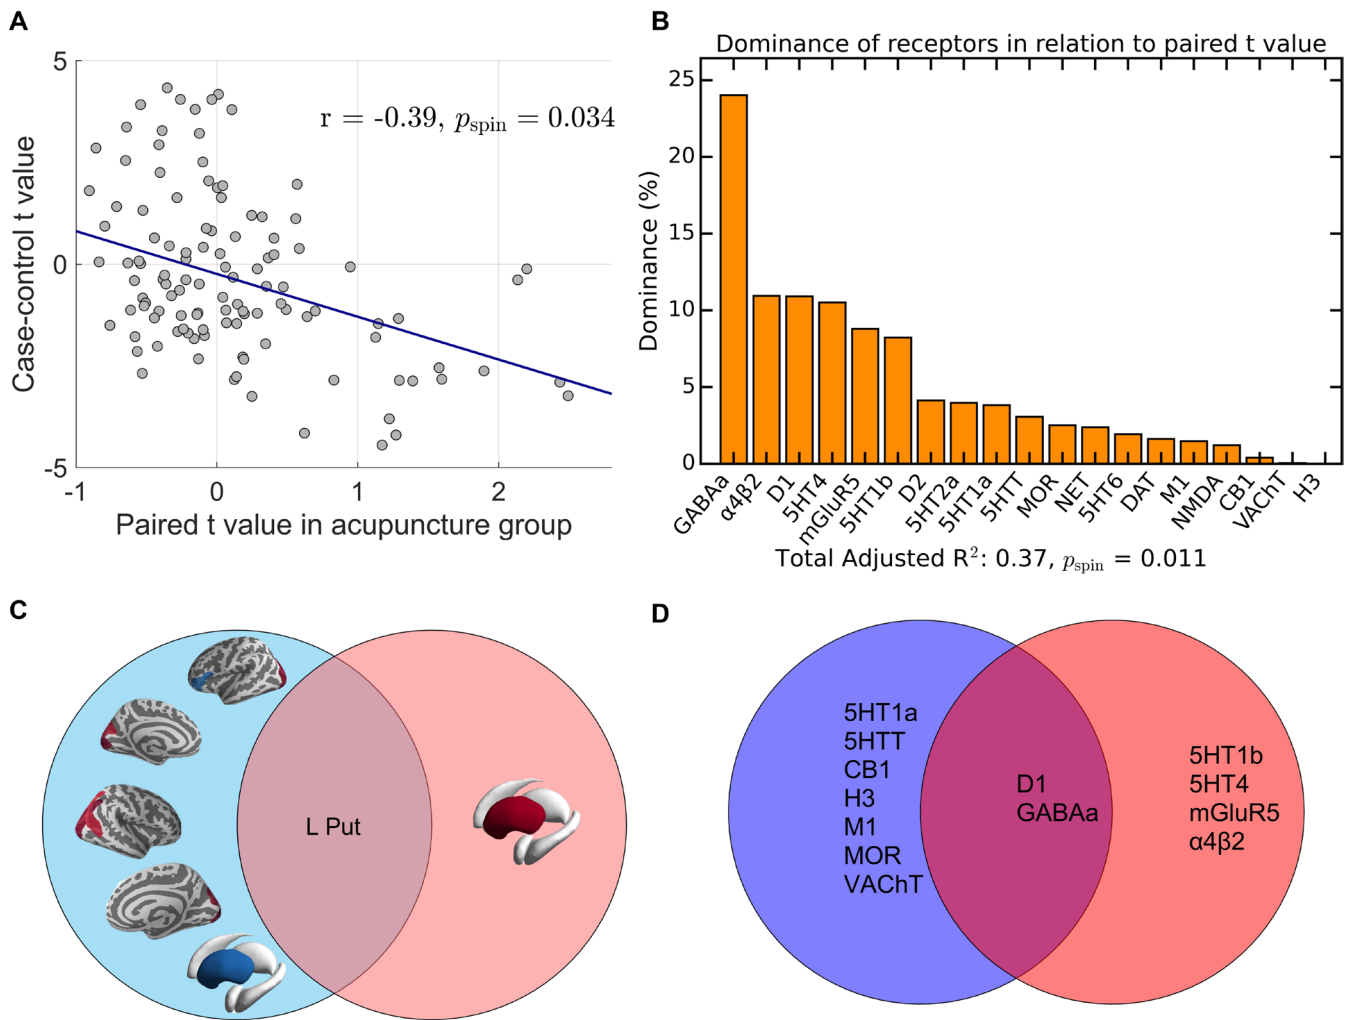 A
5
0
-5
-1
0
1
2
Case-control t value
r = -0.39, pspin = 0.034
Paired t value in acupuncture group
B
Dominance of receptors in relation to paired t value
25
20
15
10
5
0
Dominance (%)
GABAa
α4β2
D1
5HT4
mGluR5
5HT1b
D2
5HT2a
5HT1a
5HTT
MOR
NET
5HT6
DAT
M1
NMDA
CB1
VAChT
H3
Total Adjusted R²: 0.37, pspin = 0.011
C
L Put
D
5HT1a
5HTT
CB1
H3
M1
MOR
VAChT
D1
GABAa
5HT1b
5HT4
mGluR5
α4β2